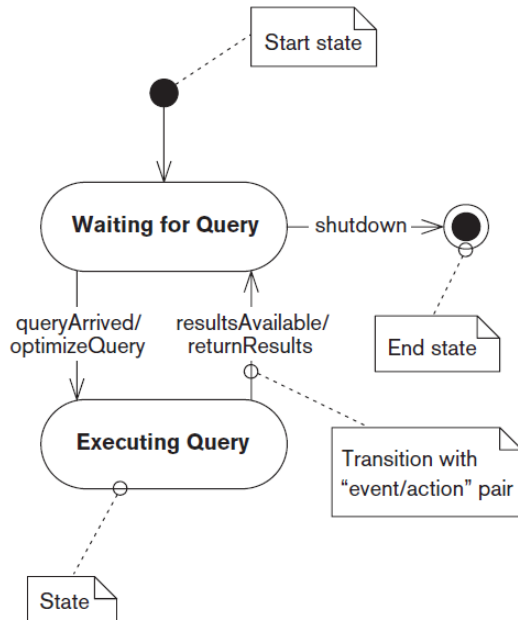 Start state
Waiting for Query
shutdown
queryArrived/
optimizeQuery
resultsAvailable/
returnResults
End state
Executing Query
Transition with
“event/action” pair
State